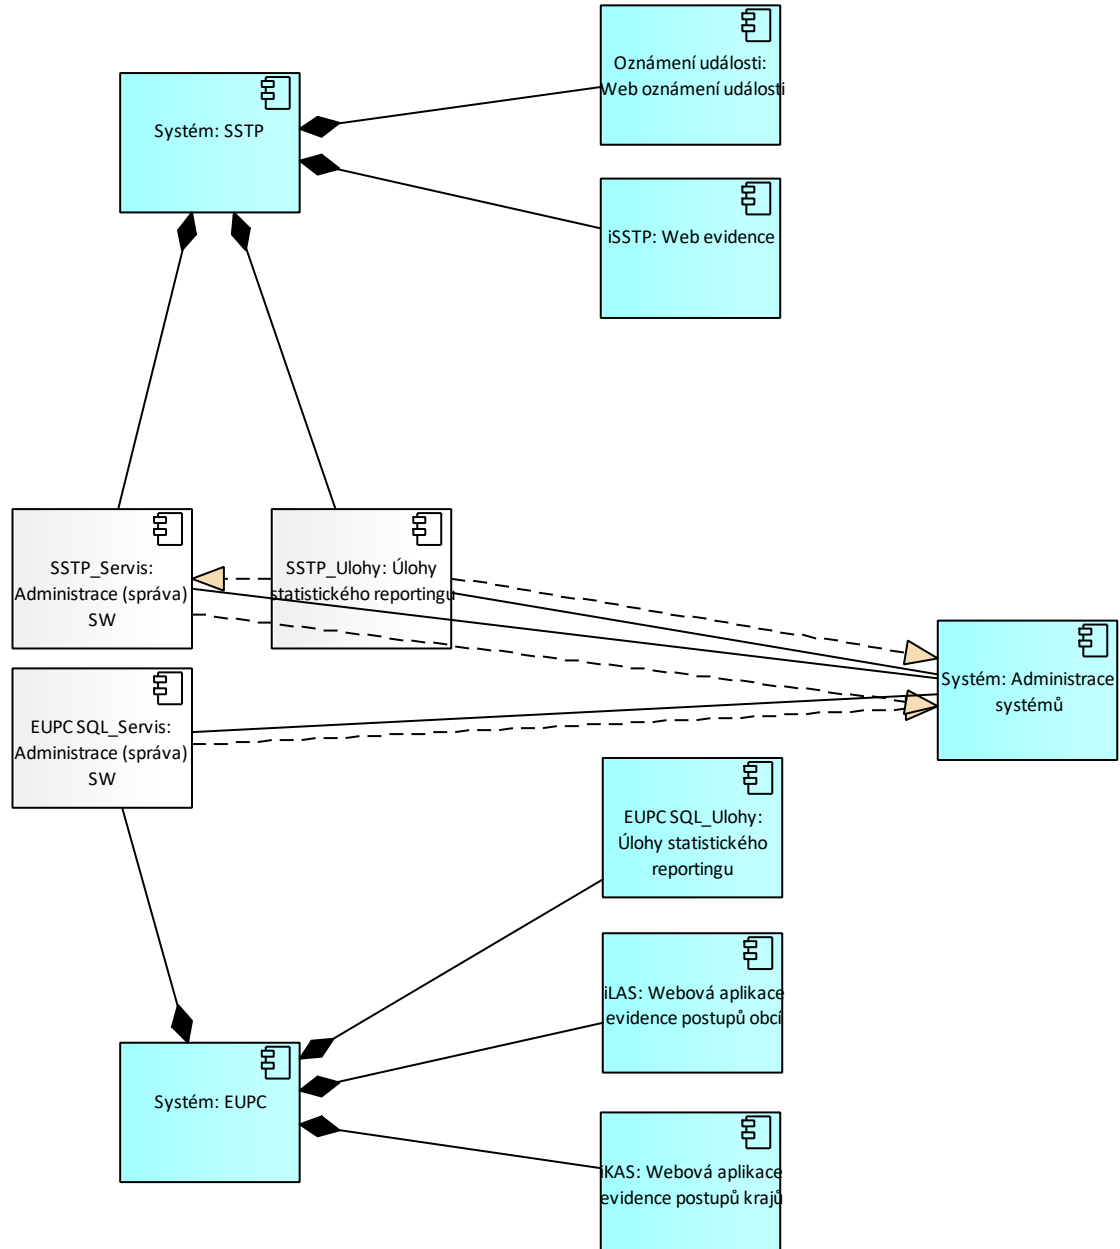 Oznámení události:
Web oznámení události
Systém: SSTP
iSSTP: Web evidence
SSTP_Servis:
Administrace (správa)
SW
SSTP_Ulohy: Úlohy
statistického reportingu
Systém: Administrace
systémů
EUPC SQL_Servis:
Administrace (správa)
SW
EUPC SQL_Ulohy:
Úlohy statistického
reportingu
iLAS: Webová aplikace
evidence postupů obcí
Systém: EUPC
iKAS: Webová aplikace
evidence postupů krajů